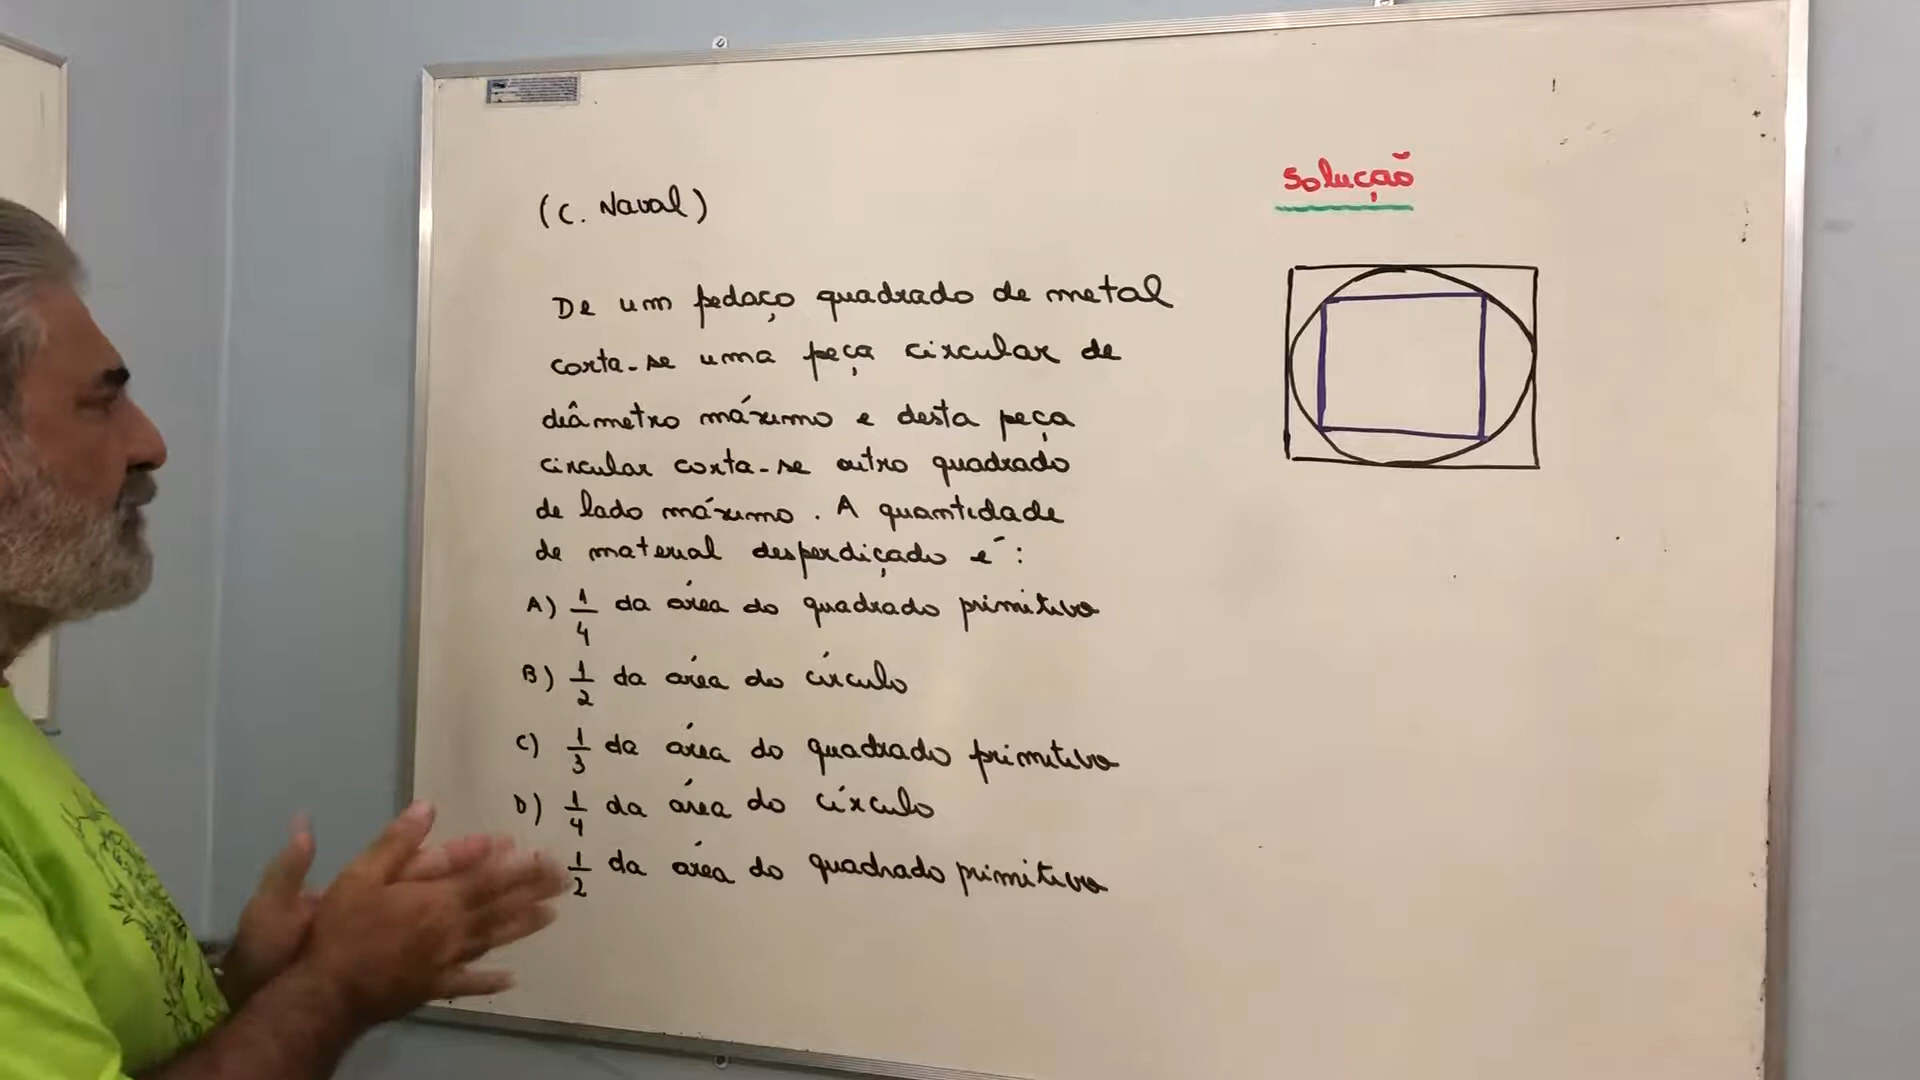 (C. Naval)
De um pedaço quadrado de metal
corta-se uma peça circular de
diâmetro máximo e desta peça
circular corta-se outro quadrado
de lado máximo. A quantidade
de material desperdiçado é:
A) 1/4 da área do quadrado primitivo
B) 1/2 da área do círculo
C) 1/3 da área do quadrado primitivo
D) 1/4 da área do círculo
1/2 da área do quadrado primitivo
Solução